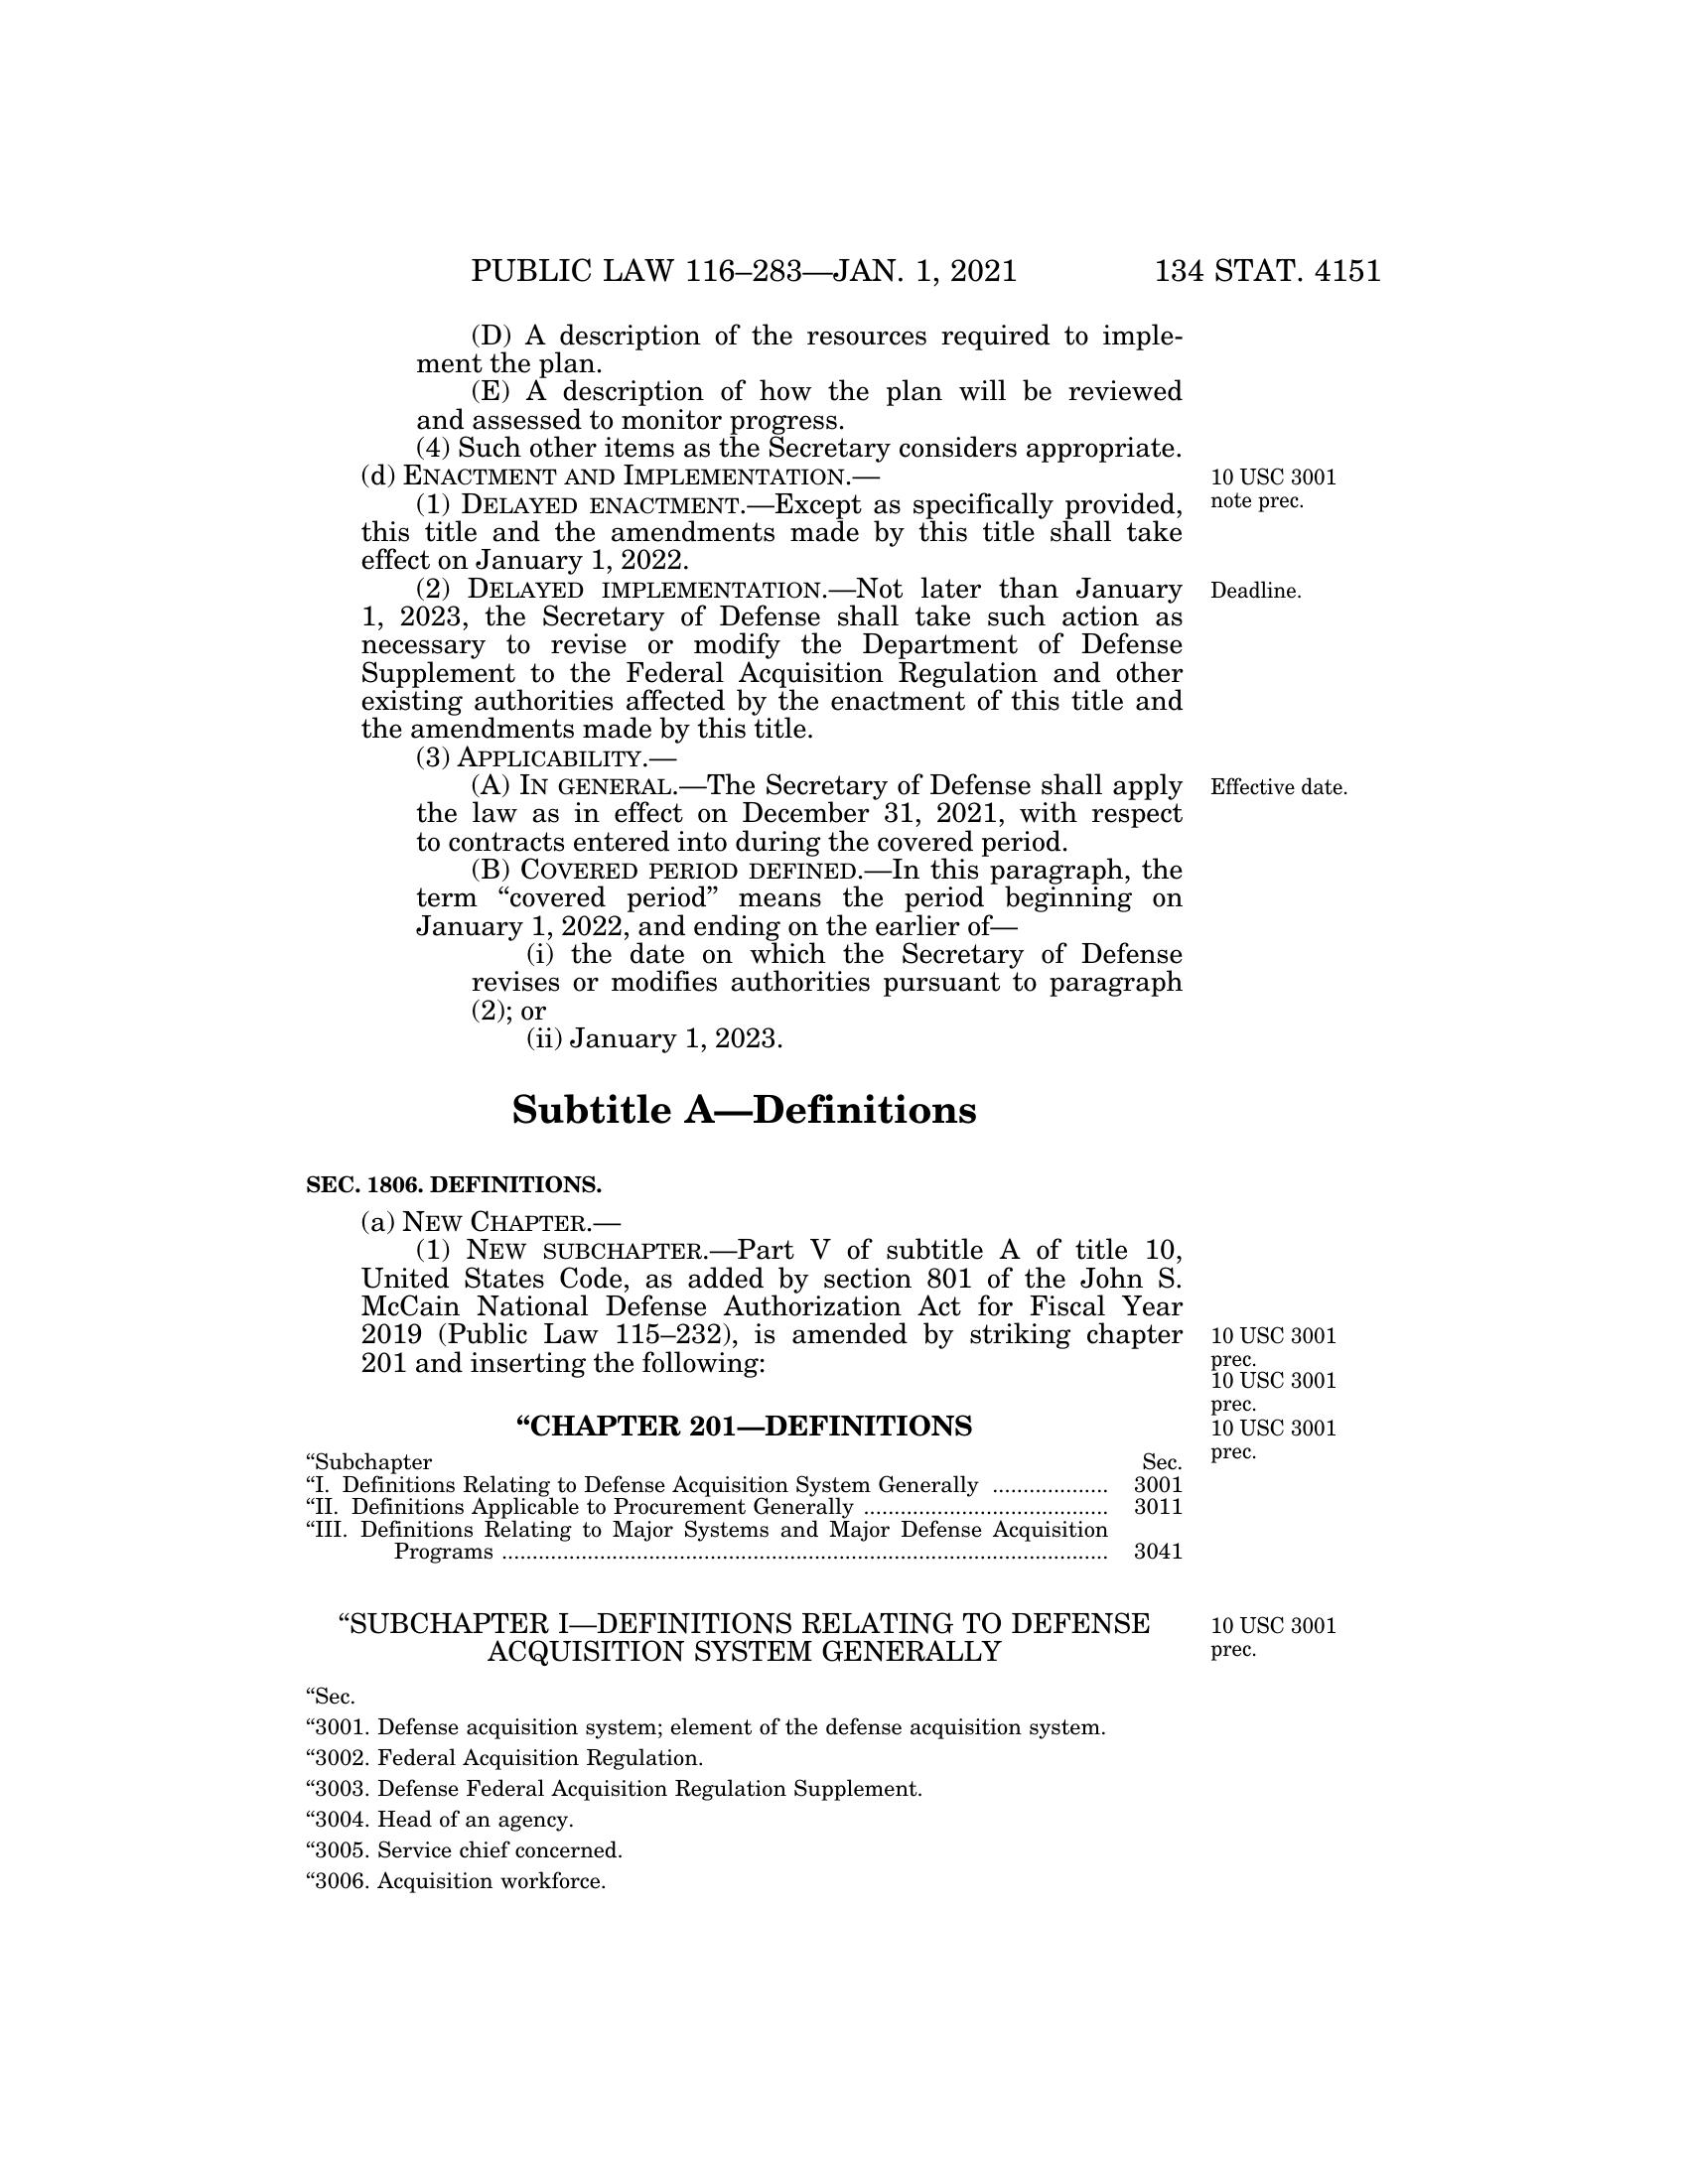 PUBLIC LAW 116–283—JAN. 1, 2021 134 STAT. 4151
(D) A description of the resources required to imple-
ment the plan.
(E) A description of how the plan will be reviewed
and assessed to monitor progress.
(4) Such other items as the Secretary considers appropriate.
(d) ENACTMENT AND IMPLEMENTATION.—
(1) DELAYED ENACTMENT.—Except as specifically provided,
this title and the amendments made by this title shall take
effect on January 1, 2022.
(2) DELAYED IMPLEMENTATION.—Not later than January
1, 2023, the Secretary of Defense shall take such action as
necessary to revise or modify the Department of Defense
Supplement to the Federal Acquisition Regulation and other
existing authorities affected by the enactment of this title and
the amendments made by this title.
(3) APPLICABILITY.—
(A) IN GENERAL.—The Secretary of Defense shall apply
the law as in effect on December 31, 2021, with respect
to contracts entered into during the covered period.
(B) COVERED PERIOD DEFINED.—In this paragraph, the
term “covered period” means the period beginning on
January 1, 2022, and ending on the earlier of—
(i) the date on which the Secretary of Defense
revises or modifies authorities pursuant to paragraph
(2); or
(ii) January 1, 2023.
10 USC 3001
note prec.
Deadline.
Effective date.
Subtitle A—Definitions
SEC. 1806. DEFINITIONS.
(a) NEW CHAPTER.—
(1) NEW SUBCHAPTER.—Part V of subtitle A of title 10,
United States Code, as added by section 801 of the John S.
McCain National Defense Authorization Act for Fiscal Year
2019 (Public Law 115–232), is amended by striking chapter
201 and inserting the following:
10 USC 3001
prec.
10 USC 3001
prec.
10 USC 3001
prec.
“CHAPTER 201—DEFINITIONS
“Subchapter Sec.
“I. Definitions Relating to Defense Acquisition System Generally ................... 3001
“II. Definitions Applicable to Procurement Generally ........................................ 3011
“III. Definitions Relating to Major Systems and Major Defense Acquisition
Programs .................................................................................................... 3041
“SUBCHAPTER I—DEFINITIONS RELATING TO DEFENSE
ACQUISITION SYSTEM GENERALLY
10 USC 3001
prec.
“Sec.
“3001. Defense acquisition system; element of the defense acquisition system.
“3002. Federal Acquisition Regulation.
“3003. Defense Federal Acquisition Regulation Supplement.
“3004. Head of an agency.
“3005. Service chief concerned.
“3006. Acquisition workforce.